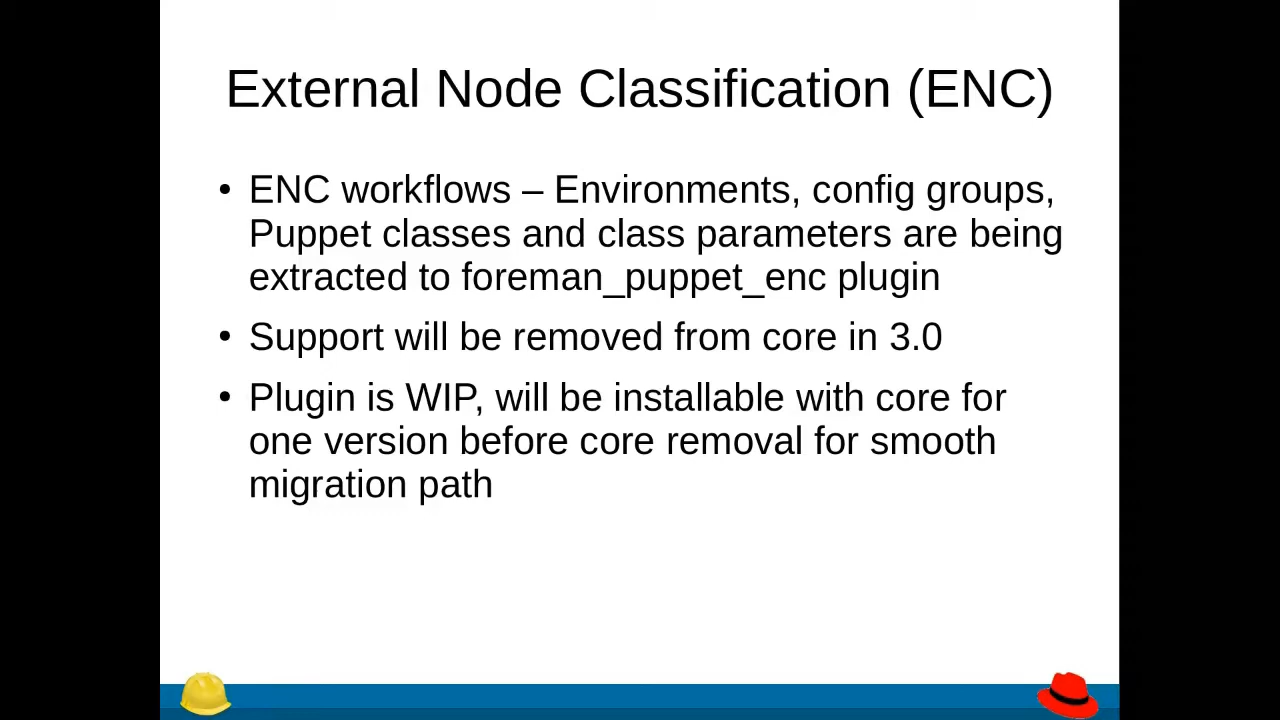 External Node Classification (ENC)
• ENC workflows – Environments, config groups,
Puppet classes and class parameters are being
extracted to foreman_puppet_enc plugin
• Support will be removed from core in 3.0
• Plugin is WIP, will be installable with core for
one version before core removal for smooth
migration path